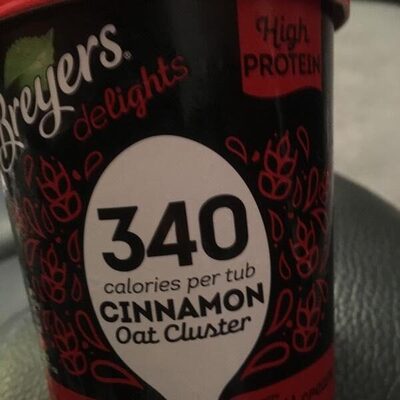 Breyers®
delights
High
PROTEIN
340
calories per tub
CINNAMON
Oat Cluster